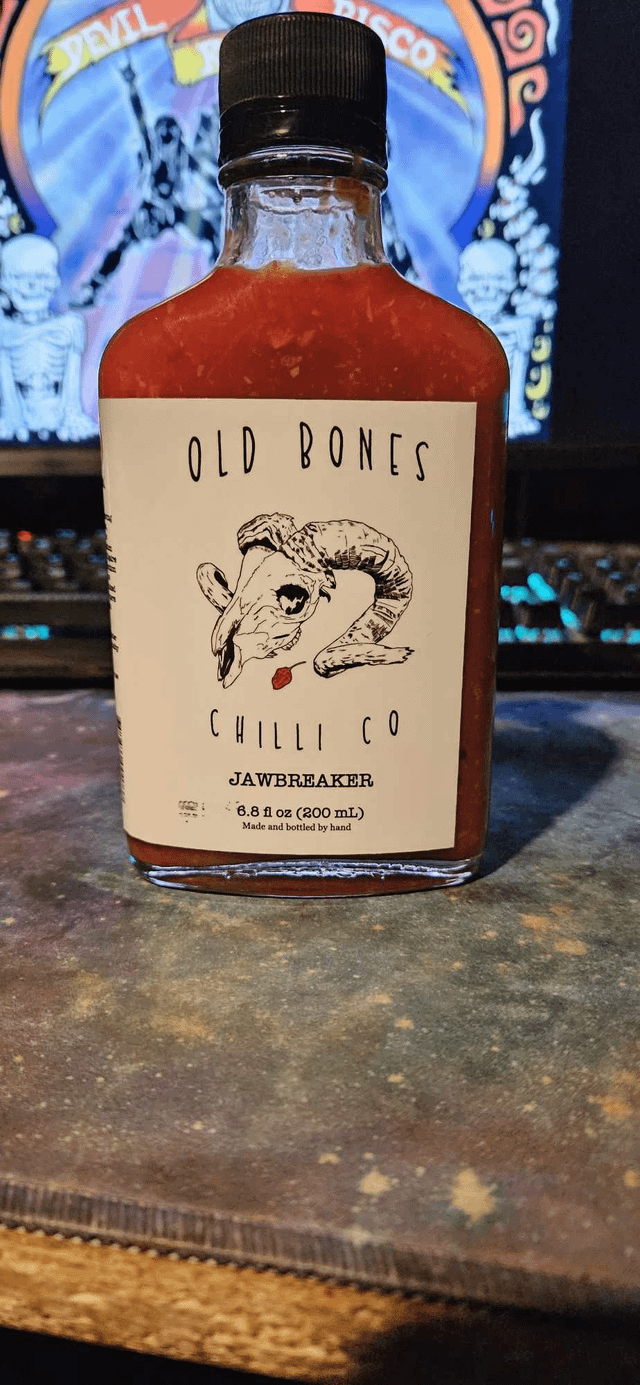 DEVIL
DISCO
OLD BONES
CHILLI CO
JAWBREAKER
6.8 fl oz (200 mL)
Made and bottled by hand